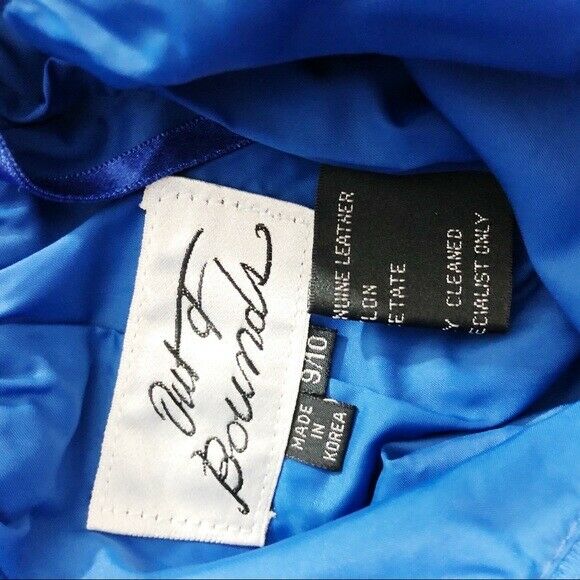 Out of
Bounds
9/10
MADE
IN
KOREA
NUINE LEATHER
LON
ETATE
Y CLEANED
ECIALIST ONLY